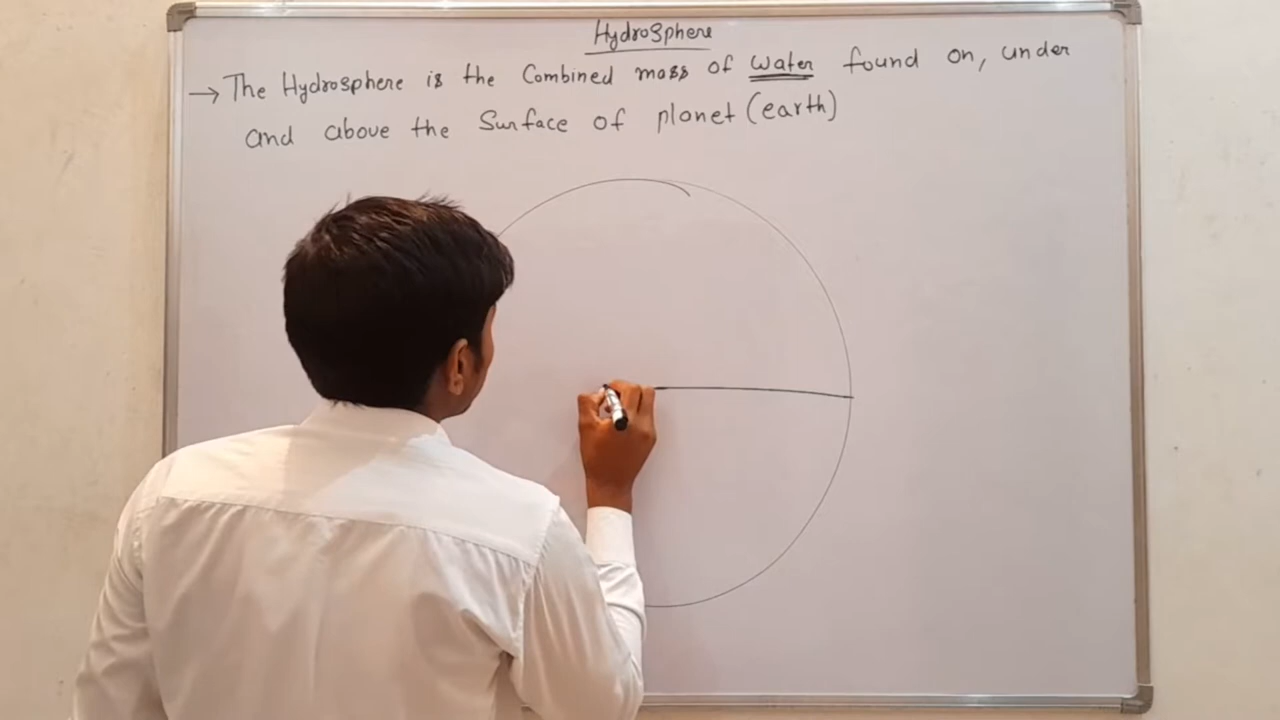 Hydrosphere
→ The Hydrosphere is the Combined mass of water found on, under
and above the Surface of planet (earth)